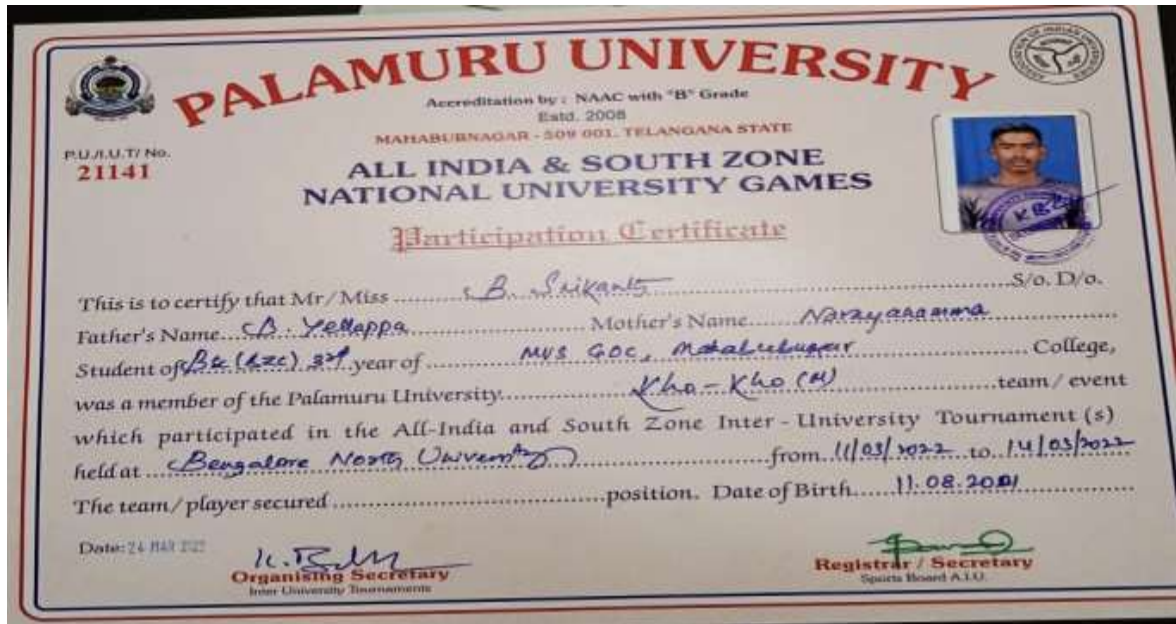 PALAMURU UNIVERSITY
Accreditation by : NAAC with "B" Grade
Estd. 2008
MAHABUBNAGAR - 509 001. TELANGANA STATE
P.U./I.U.T/ No.
21141
ALL INDIA & SOUTH ZONE
NATIONAL UNIVERSITY GAMES
Participation Certificate
This is to certify that Mr/Miss B. Srikanth S/o. D/o.
Father's Name B. Yellappa Mother's Name Narayanamma
Student of (BZC) 3rd year of MVS GDC, College,
was a member of the Palamuru University Kho-Kho (M) team/event
which participated in the All-India and South Zone Inter - University Tournament (s)
held at Bengalore North University from 11/03/2022 to 14/03/2022
The team/player secured position. Date of Birth 11.08.2001
Date: 24 MAR 2022
Organising Secretary
Inter University Tournaments
Registrar / Secretary
Sports Board A.I.U.
ASSOCIATION OF INDIAN UNIVERSITIES